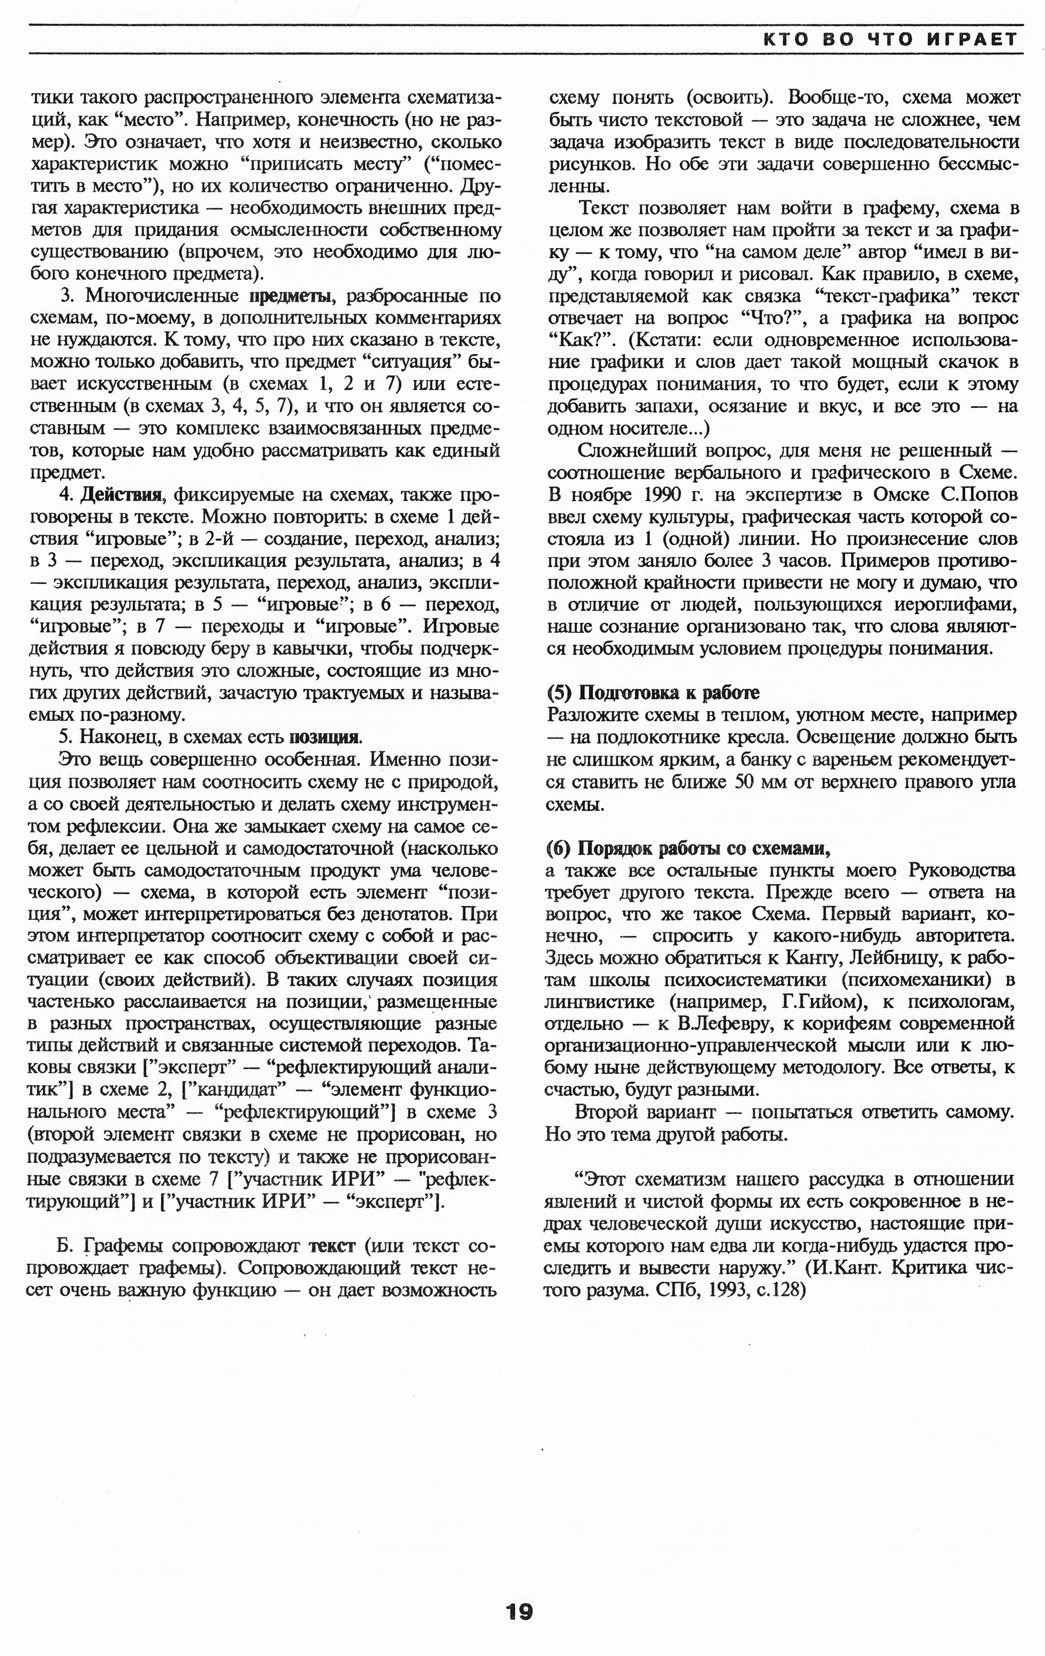 КТО ВО ЧТО ИГРАЕТ
тики такого распространенного элемента схематиза-
ций, как “место”. Например, конечность (но не раз-
мер). Это означает, что хотя и неизвестно, сколько
характеристик можно “приписать месту” (“помес-
тить в место”), но их количество ограниченно. Дру-
гая характеристика — необходимость внешних пред-
метов для придания осмысленности собственному
существованию (впрочем, это необходимо для лю-
бого конечного предмета).
3. Многочисленные предметы, разбросанные по
схемам, по-моему, в дополнительных комментариях
не нуждаются. К тому, что про них сказано в тексте,
можно только добавить, что предмет “ситуация” бы-
вает искусственным (в схемах 1, 2 и 7) или есте-
ственным (в схемах 3, 4, 5, 7), и что он является со-
ставным — это комплекс взаимосвязанных предме-
тов, которые нам удобно рассматривать как единый
предмет.
4. Действия, фиксируемые на схемах, также про-
говорены в тексте. Можно повторить: в схеме 1 дей-
ствия “игровые”; в 2-й — создание, переход, анализ;
в 3 — переход, экспликация результата, анализ; в 4
— экспликация результата, переход, анализ, экспли-
кация результата; в 5 — “игровые”; в 6 — переход,
“игровые”; в 7 — переходы и “игровые”. Игровые
действия я повсюду беру в кавычки, чтобы подчерк-
нуть, что действия это сложные, состоящие из мно-
гих других действий, зачастую трактуемых и называ-
емых по-разному.
5. Наконец, в схемах есть позиция.
Это вещь совершенно особенная. Именно пози-
ция позволяет нам соотносить схему не с природой,
а со своей деятельностью и делать схему инструмен-
том рефлексии. Она же замыкает схему на самое се-
бя, делает ее цельной и самодостаточной (насколько
может быть самодостаточным продукт ума челове-
ческого) — схема, в которой есть элемент “пози-
ция”, может интерпретироваться без денотатов. При
этом интерпретатор соотносит схему с собой и рас-
сматривает ее как способ объективации своей си-
туации (своих действий). В таких случаях позиция
частенько расслаивается на позиции, размещенные
в разных пространствах, осуществляющие разные
типы действий и связанные системой переходов. Та-
ковы связки [”эксперт” — “рефлектирующий анали-
тик”] в схеме 2, [”кандидат” — “элемент функцио-
нального места” — “рефлектирующий”] в схеме 3
(второй элемент связки в схеме не прорисован, но
подразумевается по тексту) и также не прорисован-
ные связки в схеме 7 [”участник ИРИ” — "рефлек-
тирующий”] и [”участник ИРИ” — “эксперт”].
Б. Графемы сопровождают текст (или текст со-
провождает графемы). Сопровождающий текст не-
сет очень важную функцию — он дает возможность
схему понять (освоить). Вообще-то, схема может
быть чисто текстовой — это задача не сложнее, чем
задача изобразить текст в виде последовательности
рисунков. Но обе эти задачи совершенно бессмыс-
ленны.
Текст позволяет нам войти в графему, схема в
целом же позволяет нам пройти за текст и за графи-
ку — к тому, что “на самом деле” автор “имел в ви-
ду”, когда говорил и рисовал. Как правило, в схеме,
представляемой как связка “текст-графика” текст
отвечает на вопрос “Что?”, а графика на вопрос
“Как?”. (Кстати: если одновременное использова-
ние графики и слов дает такой мощный скачок в
процедурах понимания, то что будет, если к этому
добавить запахи, осязание и вкус, и все это — на
одном носителе...)
Сложнейший вопрос, для меня не решенный —
соотношение вербального и графического в Схеме.
В ноябре 1990 г. на экспертизе в Омске С.Попов
ввел схему культуры, графическая часть которой со-
стояла из 1 (одной) линии. Но произнесение слов
при этом заняло более 3 часов. Примеров противо-
положной крайности привести не могу и думаю, что
в отличие от людей, пользующихся иероглифами,
наше сознание организовано так, что слова являют-
ся необходимым условием процедуры понимания.
(5) Подготовка к работе
Разложите схемы в теплом, уютном месте, например
— на подлокотнике кресла. Освещение должно быть
не слишком ярким, а банку с вареньем рекомендует-
ся ставить не ближе 50 мм от верхнего правого угла
схемы.
(6) Порядок работы со схемами,
а также все остальные пункты моего Руководства
требует другого текста. Прежде всего — ответа на
вопрос, что же такое Схема. Первый вариант, ко-
нечно, — спросить у какого-нибудь авторитета.
Здесь можно обратиться к Канту, Лейбницу, к рабо-
там школы психосистематики (психомеханики) в
лингвистике (например, Г.Гийом), к психологам,
отдельно — к В.Лефевру, к корифеям современной
организационно-управленческой мысли или к лю-
бому ныне действующему методологу. Все ответы, к
счастью, будут разными.
Второй вариант — попытаться ответить самому.
Но это тема другой работы.
“Этот схематизм нашего рассудка в отношении
явлений и чистой формы их есть сокровенное в не-
драх человеческой души искусство, настоящие при-
емы которого нам едва ли когда-нибудь удастся про-
следить и вывести наружу.” (И.Кант. Критика чис-
того разума. СПб, 1993, с.128)
19